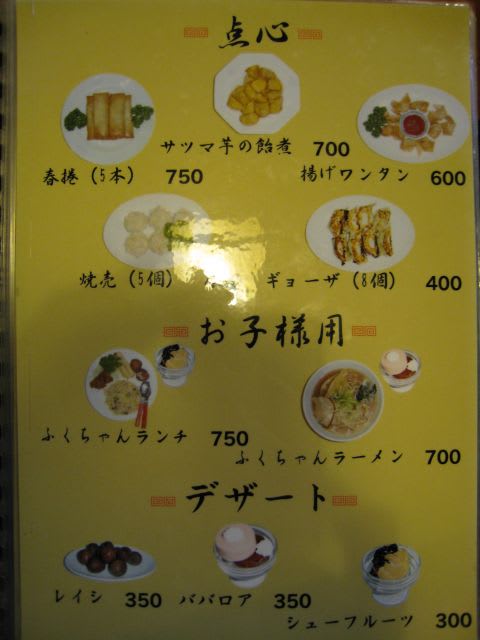 点心
サツマ芋の飴煮 700
春捲(5本) 750
揚げワンタン 600
焼売(5個)
ギョーザ(8個) 400
お子様用
ふくちゃんランチ 750
ふくちゃんラーメン 700
デザート
レイシ 350
ババロア 350
シューフルーツ 300